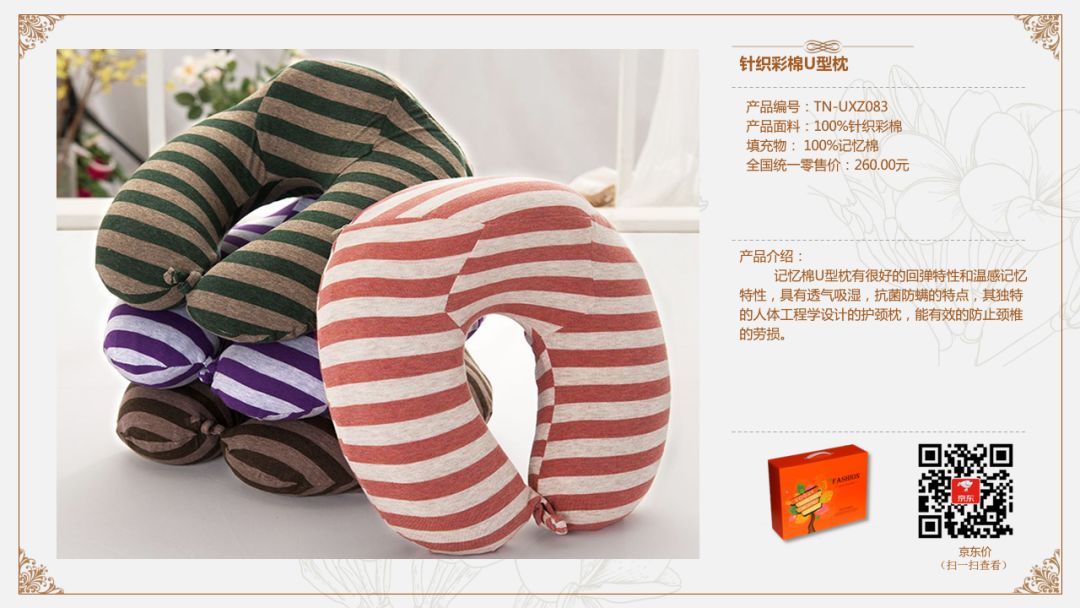 针织彩棉U型枕
产品编号：TN-UXZ083
产品面料：100%针织彩棉
填充物： 100%记忆棉
全国统一零售价：260.00元
产品介绍：
记忆棉U型枕有很好的回弹特性和温感记忆
特性，具有透气吸湿，抗菌防螨的特点，其独特
的人体工程学设计的护颈枕，能有效的防止颈椎
的劳损。
FASHION
京东
京东价
（扫一扫查看）